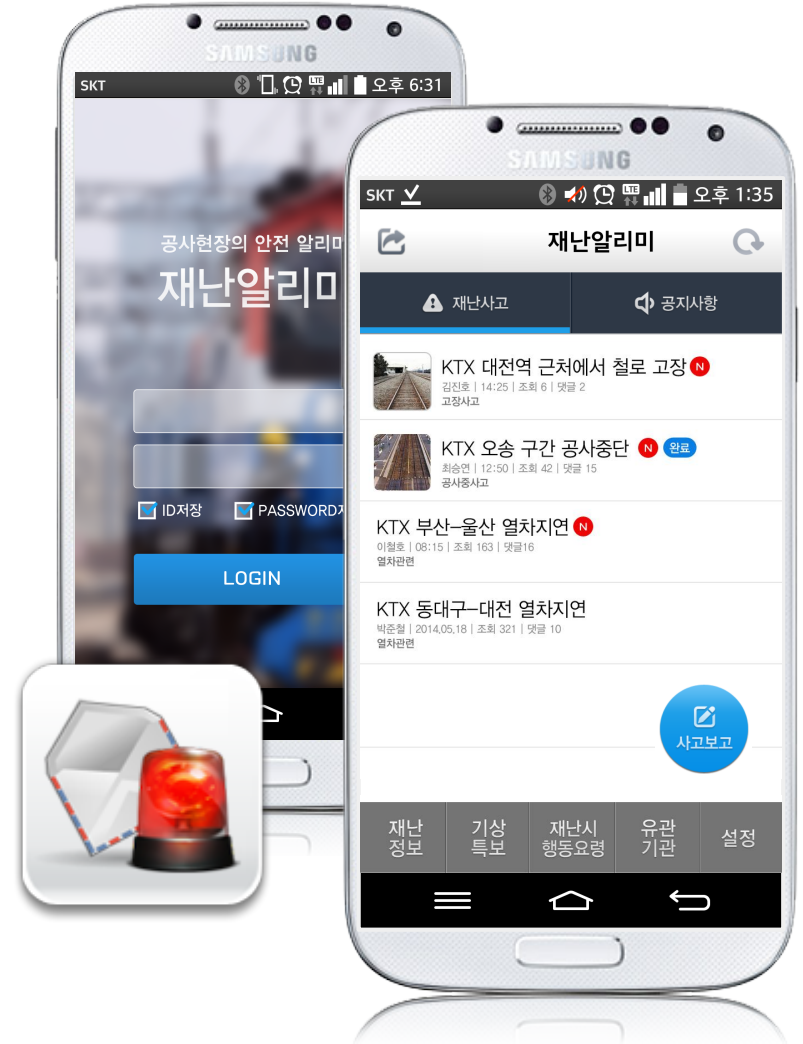 SAMSUNG
SKT LTE 오후 6:31
공사현장의 안전 알리
재난알리
ID저장 PASSWORD
LOGIN
SAMSUNG
SKT LTE 오후 1:35
재난알리미
재난사고 공지사항
KTX 대전역 근처에서 철로 고장 N
김진호 | 14:25 | 조회 6 | 댓글 2
고장사고
KTX 오송 구간 공사중단 N 완료
최승연 | 12:50 | 조회 42 | 댓글 15
공사중사고
KTX 부산-울산 열차지연 N
이철호 | 08:15 | 조회 163 | 댓글16
열차관련
KTX 동대구-대전 열차지연
박준철 | 2014.05.18 | 조회 321 | 댓글 10
열차관련
사고보고
재난 기상 재난시 유관 설정
정보 특보 행동요령 기관